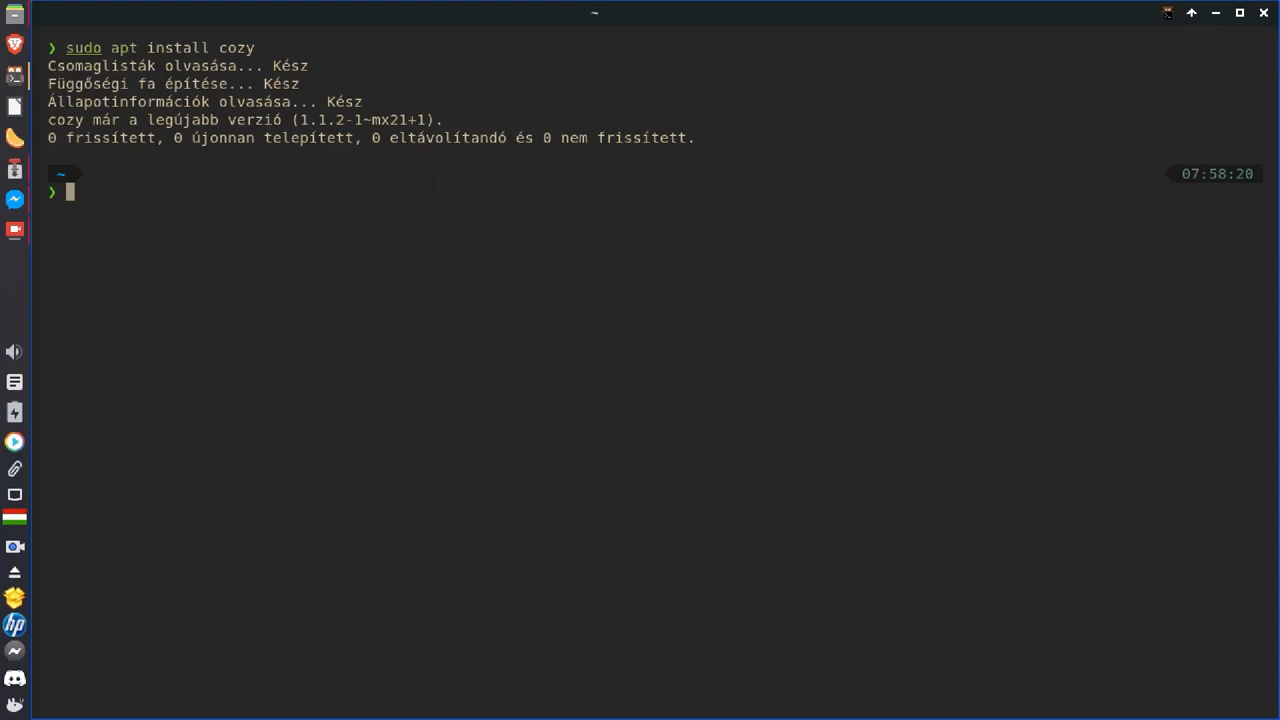 ~
❯ sudo apt install cozy
Csomaglisták olvasása... Kész
Függőségi fa építése... Kész
Állapotinformációk olvasása... Kész
cozy már a legújabb verzió (1.1.2-1~mx21+1).
0 frissített, 0 újonnan telepített, 0 eltávolítandó és 0 nem frissített.
~ 07:58:20
❯
hp